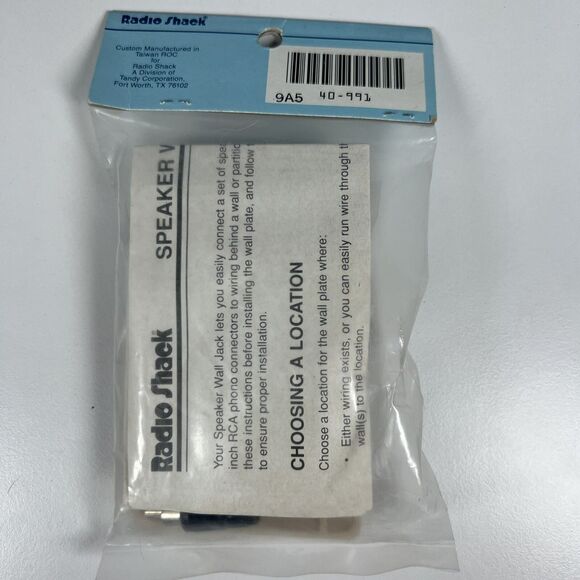 Radio Shack
Custom Manufactured in
Taiwan ROC
for
Radio Shack
A Division of
Tandy Corporation,
Fort Worth, TX 76102
9A5 40-991
Radio Shack SPEAKER
Your Speaker Wall Jack lets you easily connect a set of
inch RCA phono connectors to wiring behind a wall or
these instructions before installing the wall plate, and follow
to ensure proper installation.
CHOOSING A LOCATION
Choose a location for the wall plate where:
• Either wiring exists, or you can easily run wire through
wall(s) to the location.